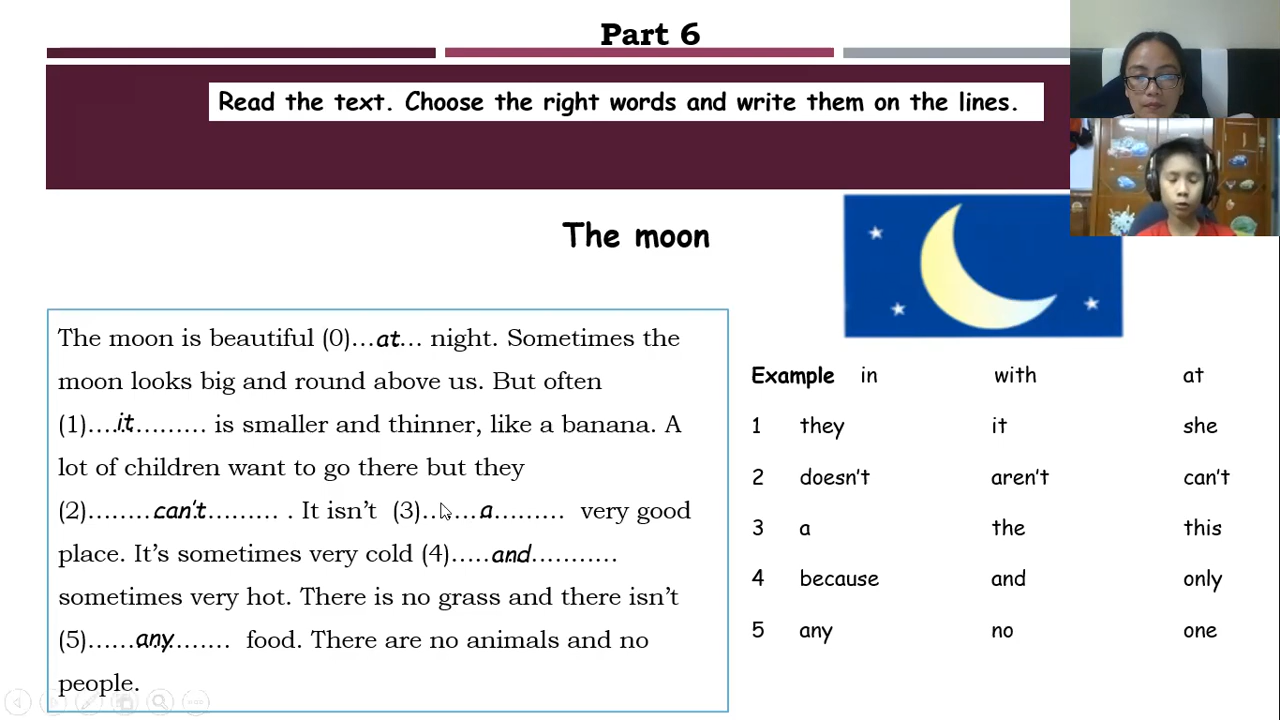 Part 6
Read the text. Choose the right words and write them on the lines.
The moon
The moon is beautiful (0)...at... night. Sometimes the
moon looks big and round above us. But often
(1)....it.......... is smaller and thinner, like a banana. A
lot of children want to go there but they
(2)........can't.......... . It isn't (3)........a......... very good
place. It's sometimes very cold (4).....and...........
sometimes very hot. There is no grass and there isn't
(5)......any........ food. There are no animals and no
people.
Example in with at
1 they it she
2 doesn't aren't can't
3 a the this
4 because and only
5 any no one